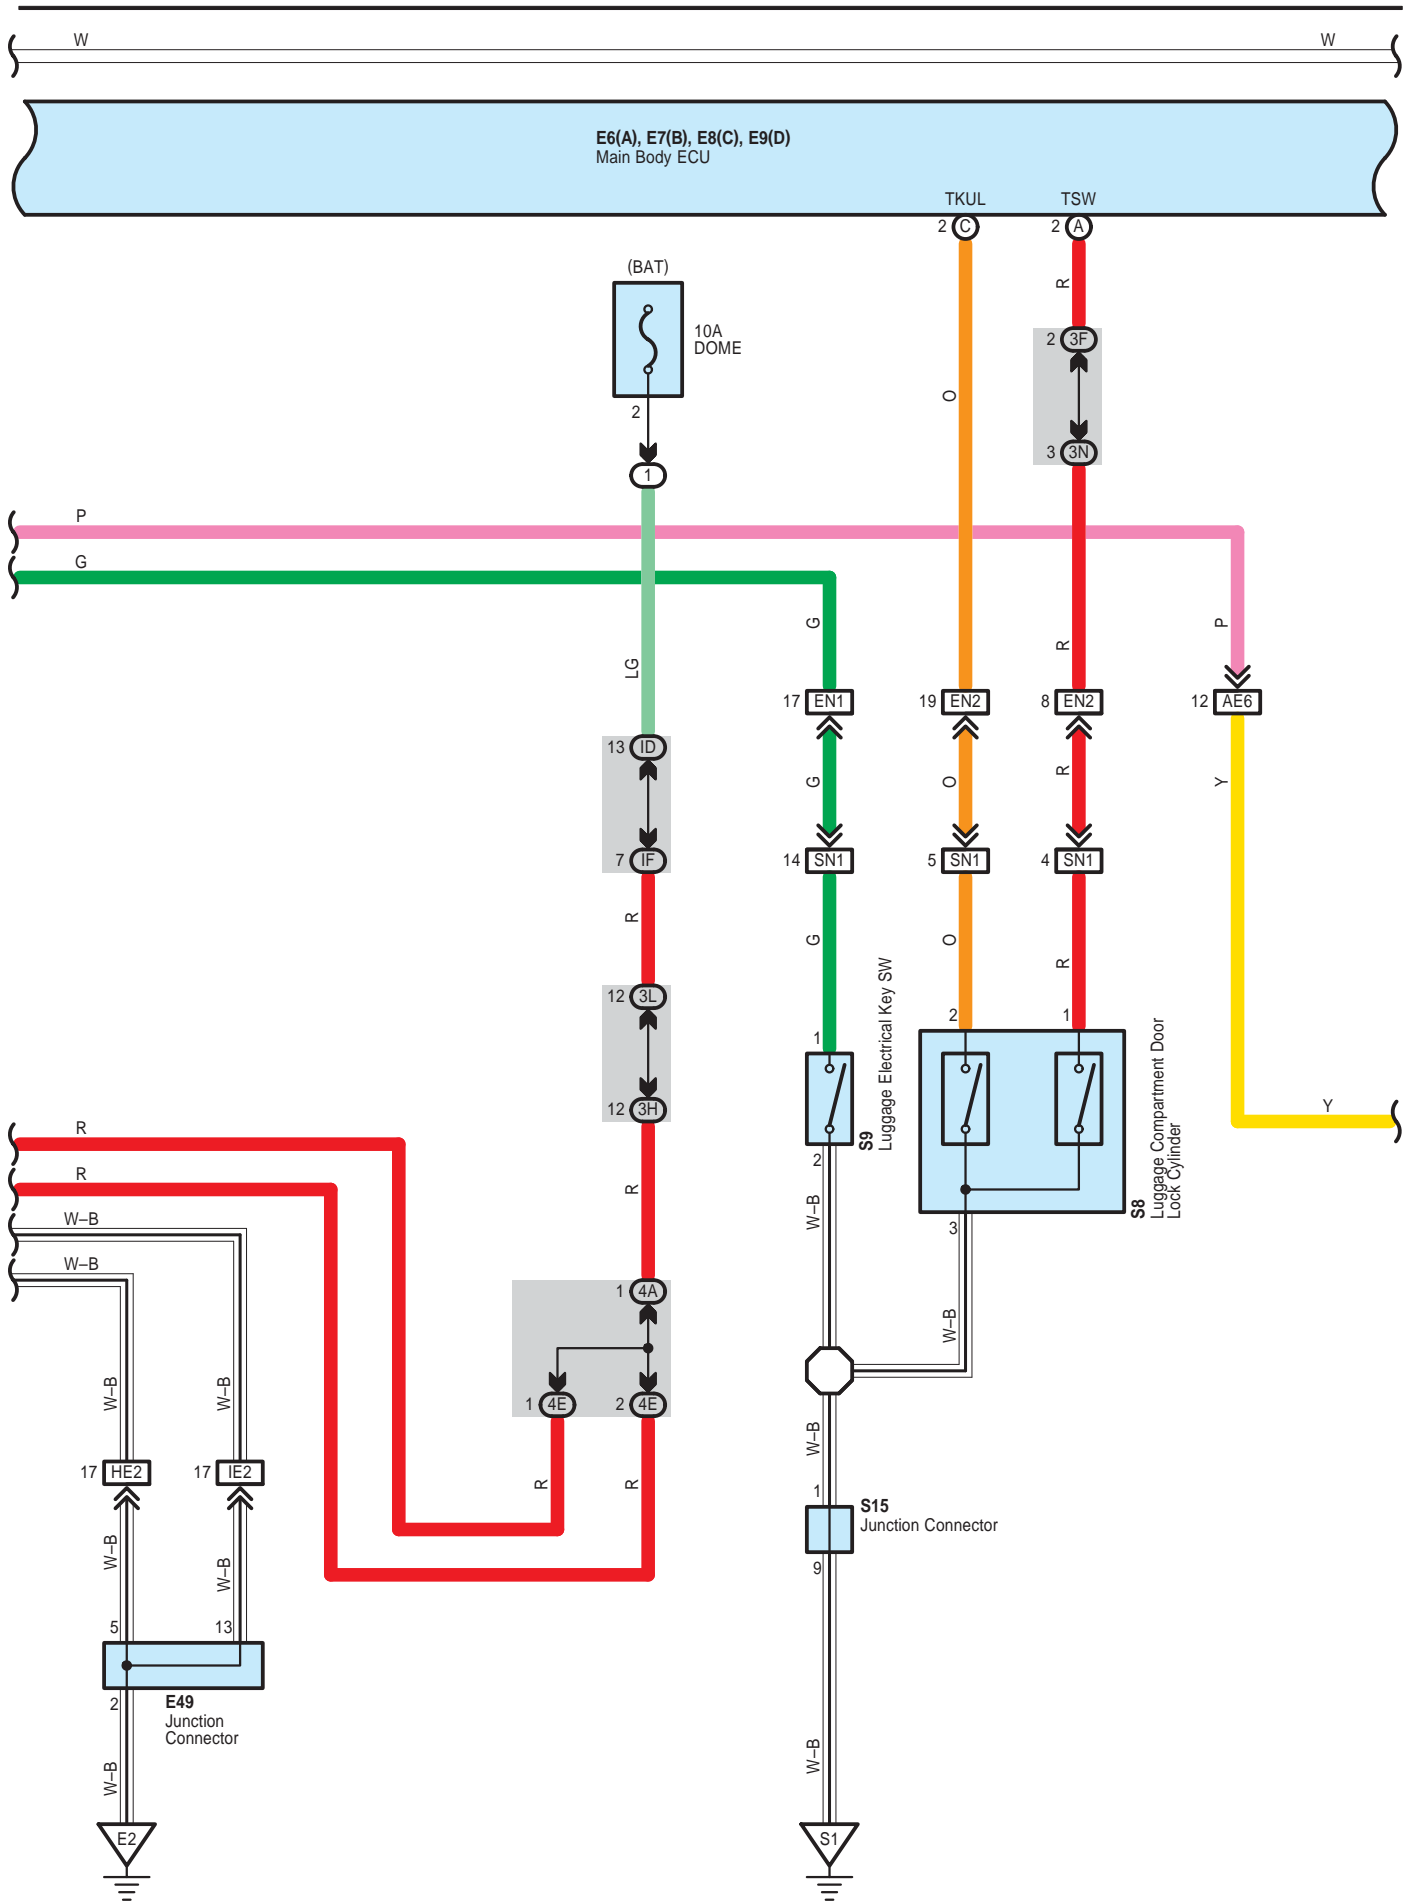 W
W
E6(A), E7(B), E8(C), E9(D)
Main Body ECU
TKUL
TSW
2 C
2 A
(BAT)
R
10A
DOME
2 3F
2
O
3 3N
1
P
G
G
P
LG
R
17 EN1
19 EN2
8 EN2
12 AE6
13 ID
G
O
R
Y
7 IF
14 SN1
5 SN1
4 SN1
R
G
O
R
12 3L
1
2
1
S9
Luggage Electrical Key SW
12 3H
R
Y
R
2
S8
Luggage Compartment Door
Lock Cylinder
R
W–B
W–B
3
W–B
W–B
1 4A
W–B
1 4E
2 4E
W–B
W–B
W–B
17 HE2
17 IE2
R
R
1
S15
Junction Connector
W–B
W–B
9
5
13
2
E49
Junction
Connector
W–B
W–B
E2
S1